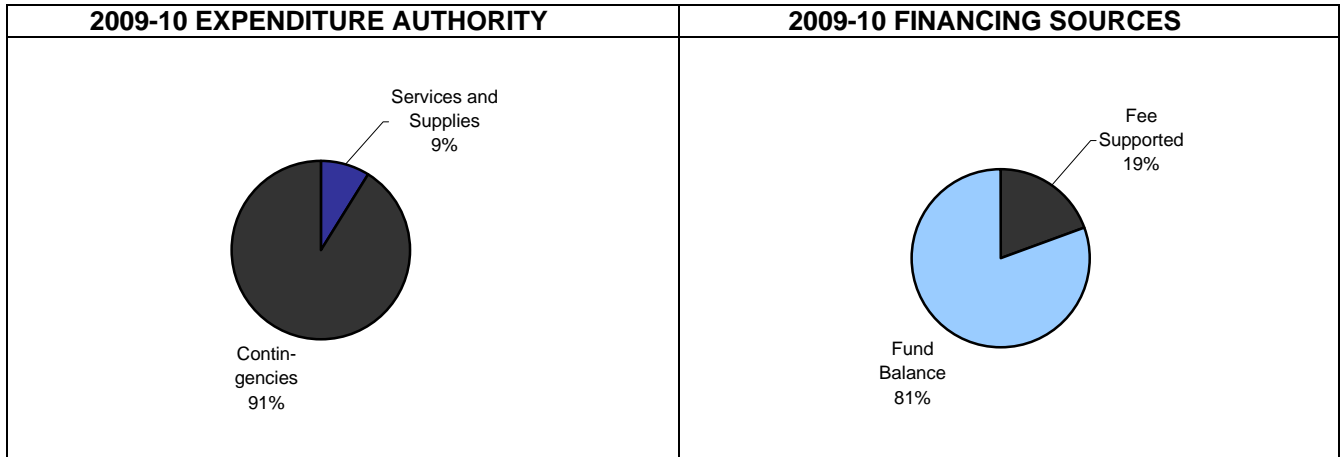 2009-10 EXPENDITURE AUTHORITY
Services and
Supplies
9%
Contin-
gencies
91%
2009-10 FINANCING SOURCES
Fee
Supported
19%
Fund
Balance
81%